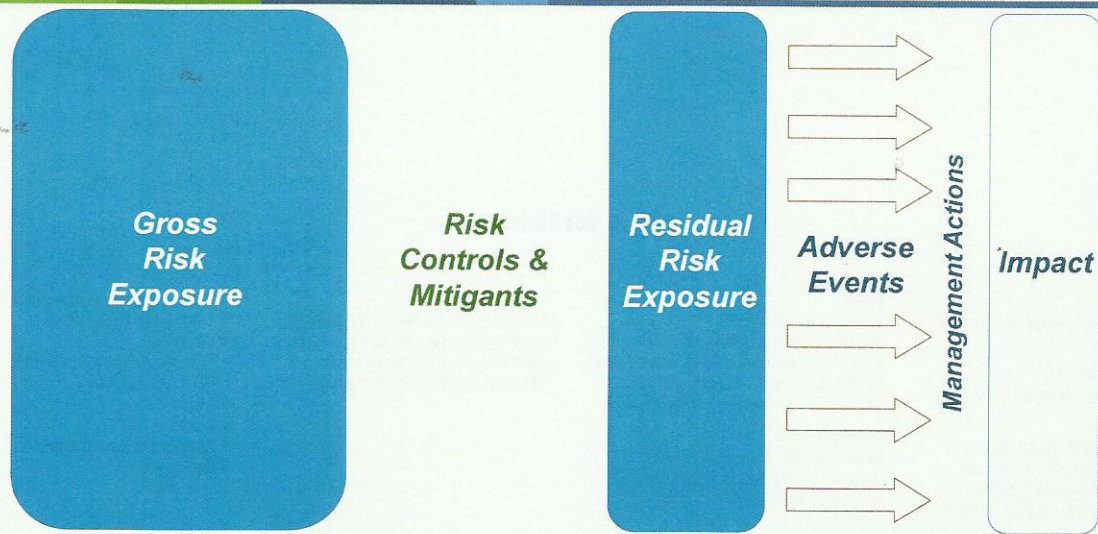 Gross
Risk
Exposure
Risk
Controls &
Mitigants
Residual
Risk
Exposure
Adverse
Events
Management Actions
Impact